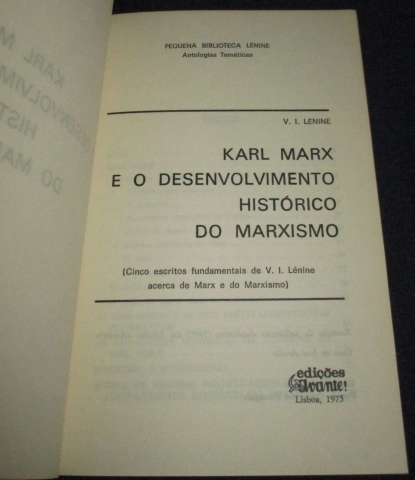 PEQUENA BIBLIOTECA LENINE
Antologias Temáticas
V. I. LENINE
KARL MARX
E O DESENVOLVIMENTO
HISTÓRICO
DO MARXISMO
(Cinco escritos fundamentais de V. I. Lénine
acerca de Marx e do Marxismo)
edições
Avante!
Lisboa, 1975